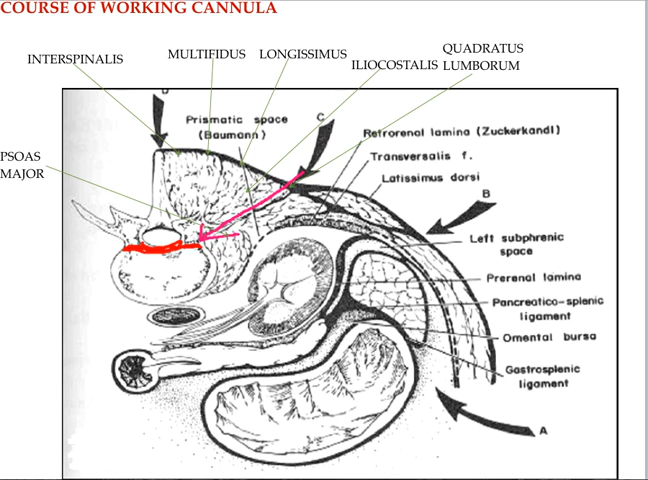 COURSE OF WORKING CANNULA
INTERSPINALIS
MULTIFIDUS
LONGISSIMUS
ILIOCOSTALIS
QUADRATUS
LUMBORUM
PSOAS
MAJOR
D
Prismatic space
(Baumann)
C
Retrorenal lamina (Zuckerkandl)
Transversalis f.
Latissimus dorsi
B
Left subphrenic
space
Prerenal lamina
Pancreatico-splenic
ligament
Omental bursa
Gastrosplenic
ligament
A